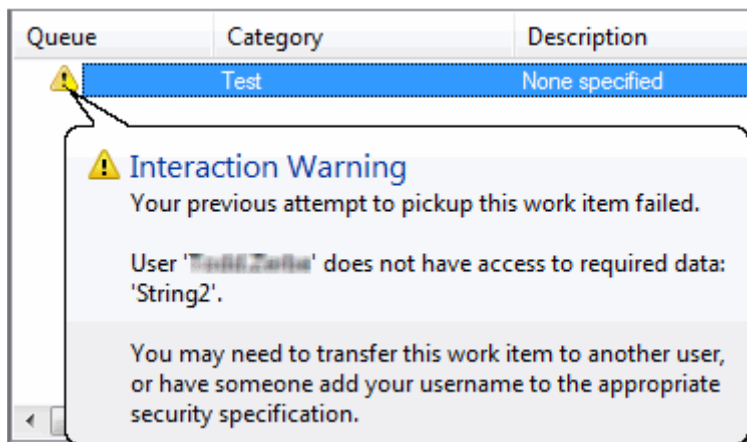 Queue Category Description
Test None specified
Interaction Warning
Your previous attempt to pickup this work item failed.
User '' does not have access to required data:
'String2'.
You may need to transfer this work item to another user,
or have someone add your username to the appropriate
security specification.